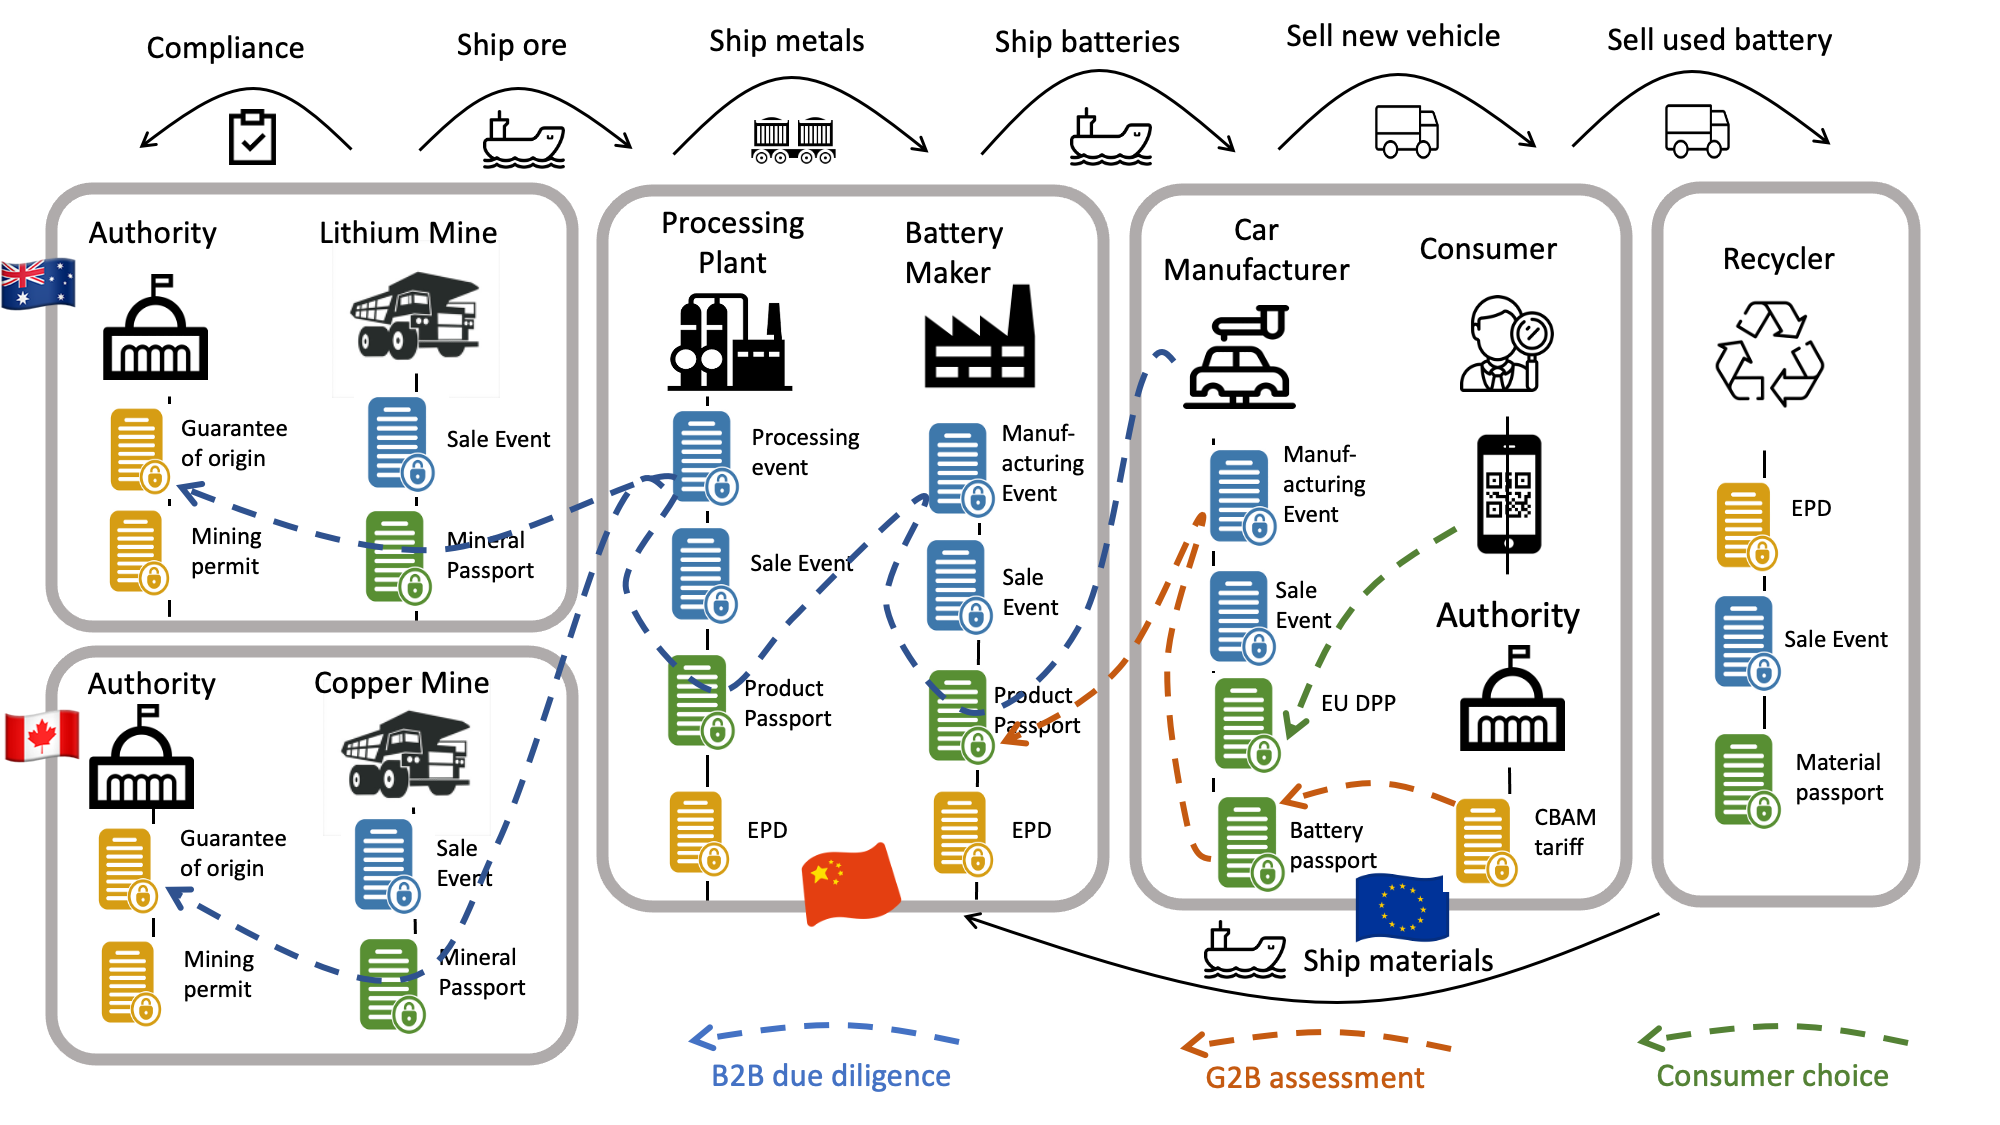 Compliance
Ship ore
Ship metals
Ship batteries
Sell new vehicle
Sell used battery
Authority
Lithium Mine
Guarantee
of origin
Mining
permit
Sale Event
Mineral
Passport
Authority
Copper Mine
Guarantee
of origin
Mining
permit
Sale
Event
Mineral
Passport
Processing
Plant
Processing
event
Sale Event
Product
Passport
EPD
Battery
Maker
Manuf-
acturing
Event
Sale
Event
Product
Passport
EPD
Car
Manufacturer
Manuf-
acturing
Event
Sale
Event
EU DPP
Battery
passport
Consumer
Authority
CBAM
tariff
Recycler
EPD
Sale Event
Material
passport
Ship materials
B2B due diligence
G2B assessment
Consumer choice